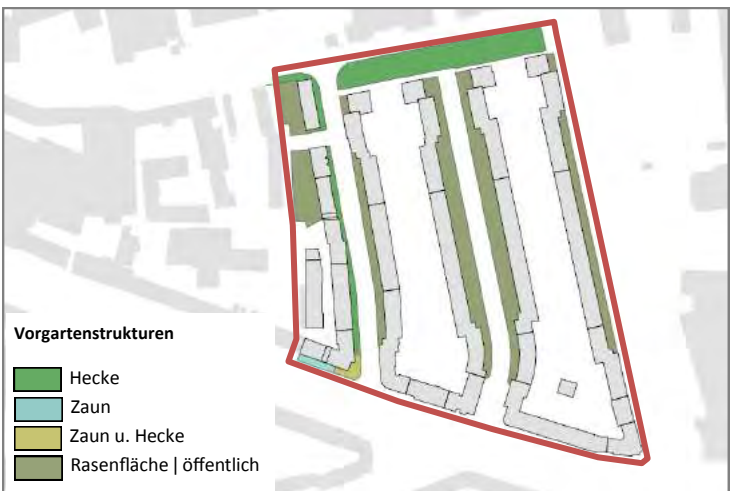 Vorgartenstrukturen
Hecke
Zaun
Zaun u. Hecke
Rasenfläche | öffentlich